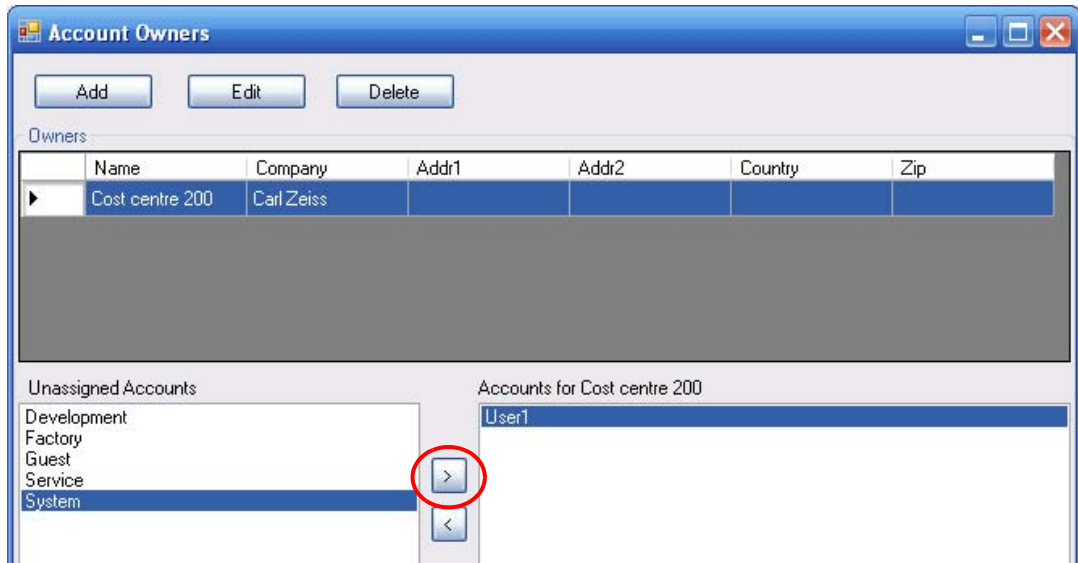 Account Owners
Add Edit Delete
Owners
Name Company Addr1 Addr2 Country Zip
Cost centre 200 Carl Zeiss
Unassigned Accounts
Development
Factory
Guest
Service
System
>
<
Accounts for Cost centre 200
User1